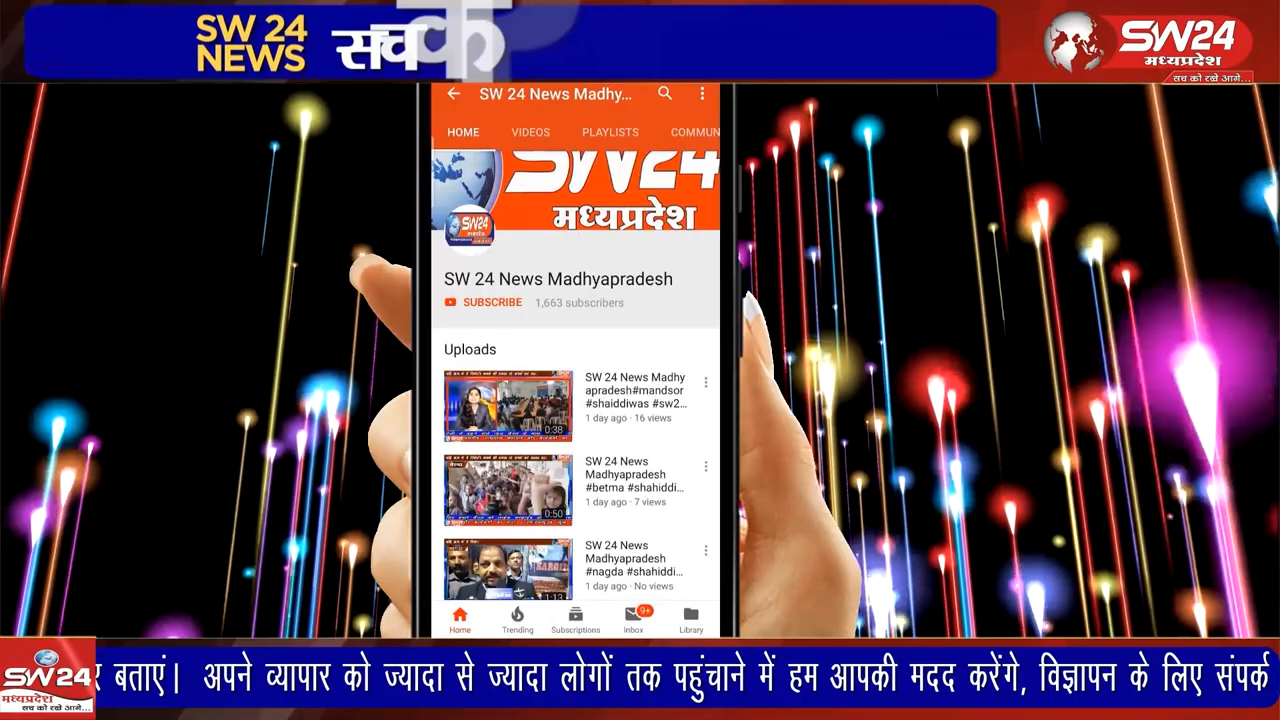 SW 24
NEWS
सच
SW24
मध्यप्रदेश
सच को रखे आगे...
SW 24 News Madhy...
HOME VIDEOS PLAYLISTS COMMUN
SW24
मध्यप्रदेश
SW24
SW 24 News Madhyapradesh
SUBSCRIBE 1,663 subscribers
Uploads
SW 24 News Madhy
apradesh#mandsor
#shaiddiwas #sw2...
1 day ago · 16 views
0:38
SW 24 News
Madhyapradesh
#betma #shahiddi...
1 day ago · 7 views
0:50
SW 24 News
Madhyapradesh
#nagda #shahiddi...
1 day ago · No views
1:13
Home Trending Subscriptions Inbox Library
9+
SW24
मध्यप्रदेश
सच को रखे आगे...
र बताएं। अपने व्यापार को ज्यादा से ज्यादा लोगों तक पहुंचाने में हम आपकी मदद करेंगे, विज्ञापन के लिए संपर्क